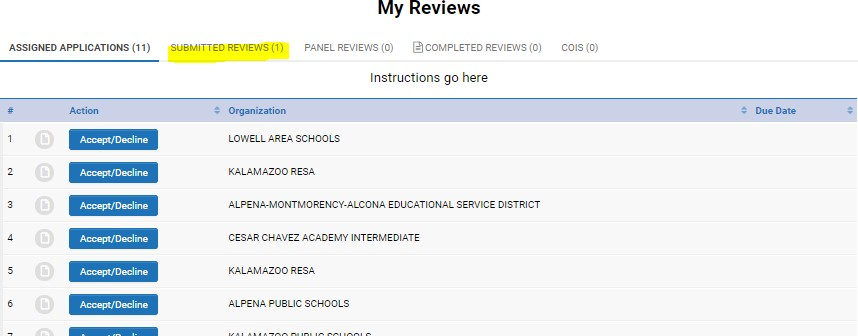 My Reviews
ASSIGNED APPLICATIONS (11) SUBMITTED REVIEWS (1) PANEL REVIEWS (0) COMPLETED REVIEWS (0) COIS (0)
Instructions go here
# Action Organization Due Date
1 Accept/Decline LOWELL AREA SCHOOLS
2 Accept/Decline KALAMAZOO RESA
3 Accept/Decline ALPENA-MONTMORENCY-ALCONA EDUCATIONAL SERVICE DISTRICT
4 Accept/Decline CESAR CHAVEZ ACADEMY INTERMEDIATE
5 Accept/Decline KALAMAZOO RESA
6 Accept/Decline ALPENA PUBLIC SCHOOLS
7 Accept/Decline KALAMAZOO PUBLIC SCHOOLS